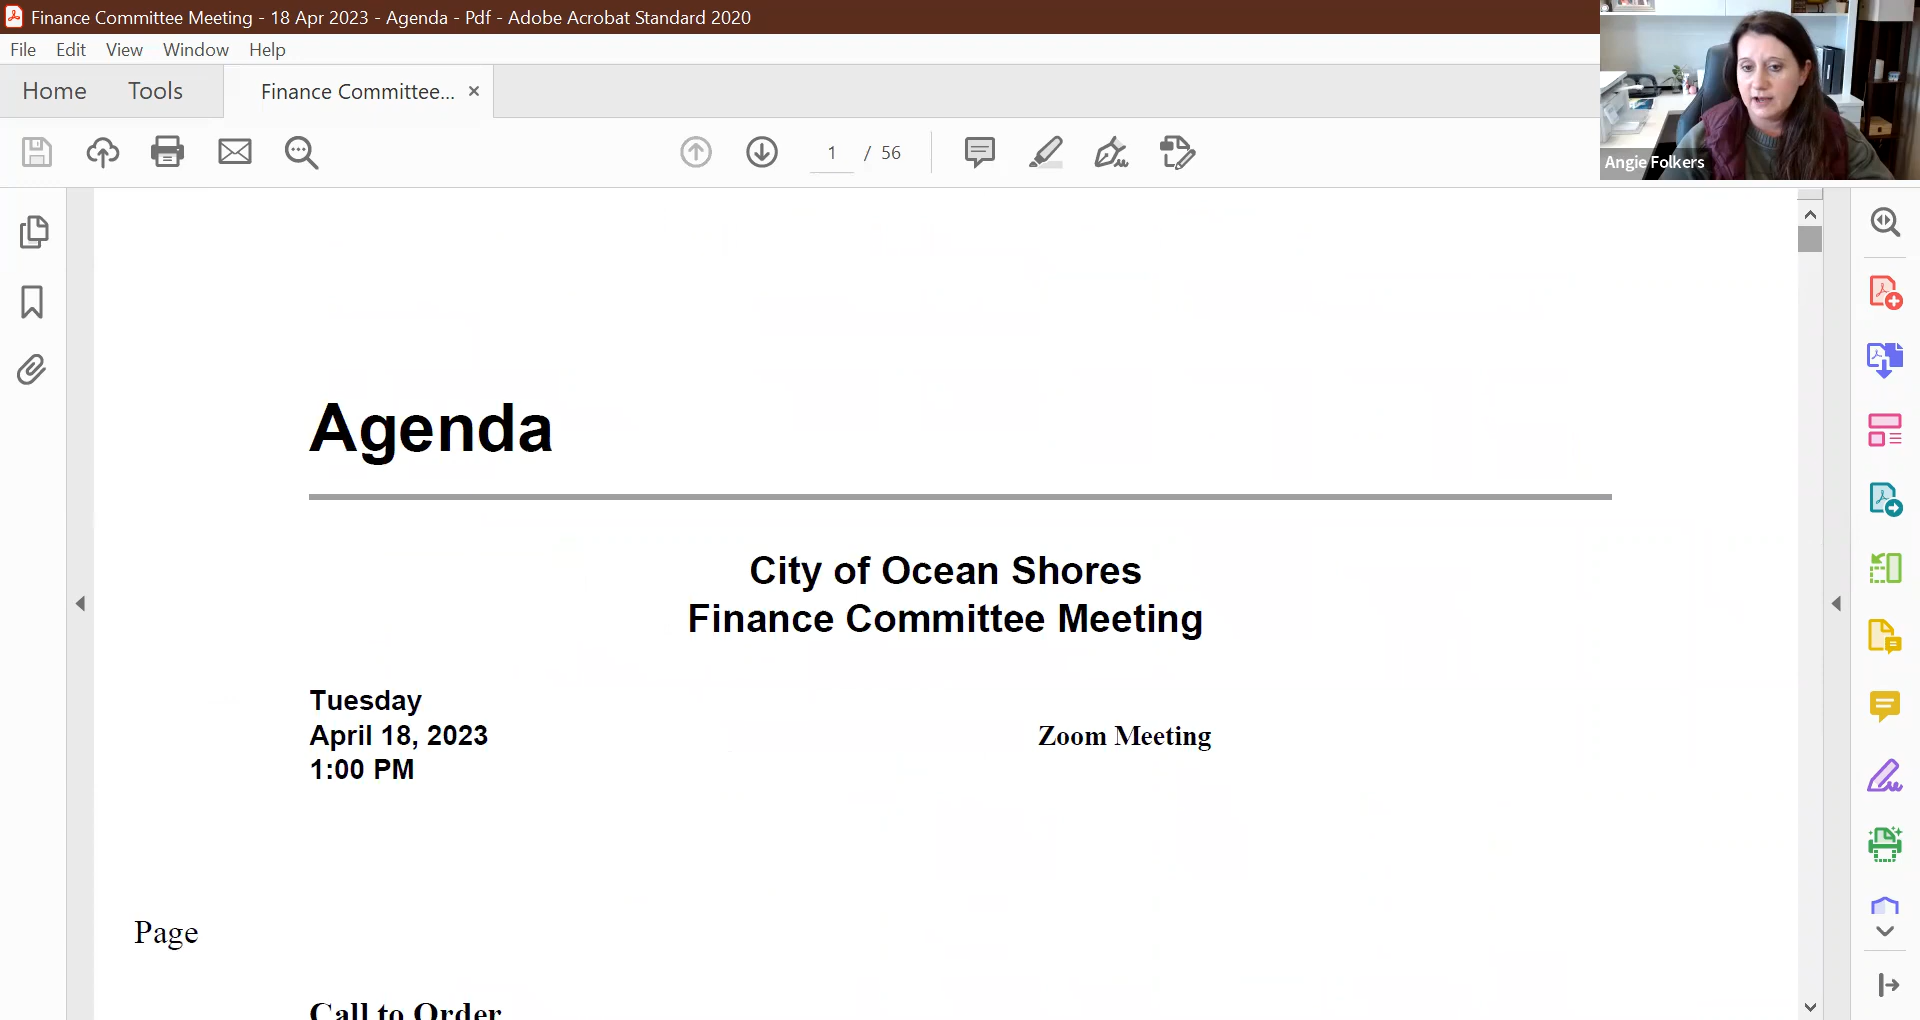 Finance Committee Meeting - 18 Apr 2023 - Agenda - Pdf - Adobe Acrobat Standard 2020
File Edit View Window Help
Home Tools Finance Committee... ×
1 / 56
Angie Folkers
Agenda
City of Ocean Shores
Finance Committee Meeting
Tuesday
April 18, 2023
1:00 PM
Zoom Meeting
Page
Call to Order